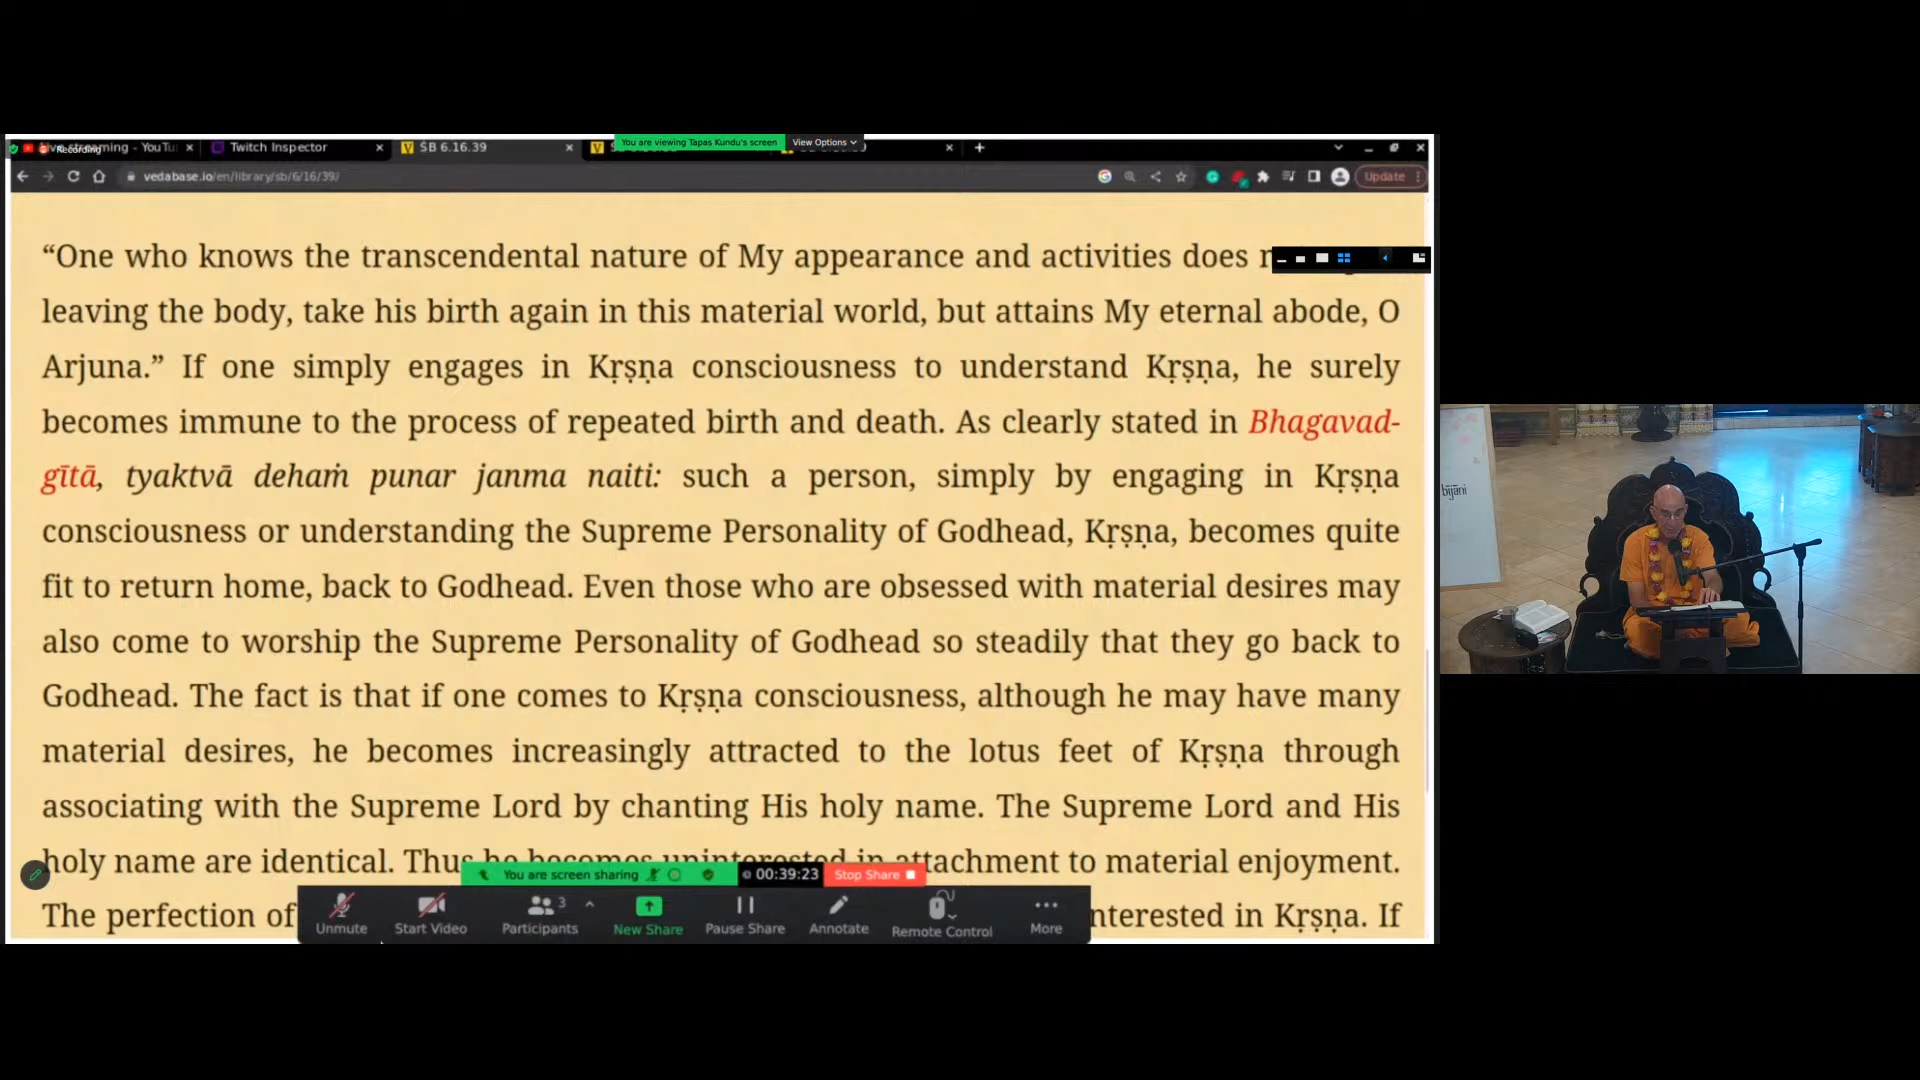 Live streaming - YouTu
Recording
Twitch Inspector
ŚB 6.16.39
You are viewing Tapas Kundu's screen
View Options
vedabase.io/en/library/sb/6/16/39/
Update
“One who knows the transcendental nature of My appearance and activities does
leaving the body, take his birth again in this material world, but attains My eternal abode, O
Arjuna.” If one simply engages in Kṛṣṇa consciousness to understand Kṛṣṇa, he surely
becomes immune to the process of repeated birth and death. As clearly stated in Bhagavad-
gītā, tyaktvā dehaṁ punar janma naiti: such a person, simply by engaging in Kṛṣṇa
consciousness or understanding the Supreme Personality of Godhead, Kṛṣṇa, becomes quite
fit to return home, back to Godhead. Even those who are obsessed with material desires may
also come to worship the Supreme Personality of Godhead so steadily that they go back to
Godhead. The fact is that if one comes to Kṛṣṇa consciousness, although he may have many
material desires, he becomes increasingly attracted to the lotus feet of Kṛṣṇa through
associating with the Supreme Lord by chanting His holy name. The Supreme Lord and His
holy name are identical. Thus he becomes uninterested in attachment to material enjoyment.
The perfection of
nterested in Kṛṣṇa. If
You are screen sharing
00:39:23
Stop Share
Unmute
Start Video
3
Participants
New Share
Pause Share
Annotate
Remote Control
More
bījāni